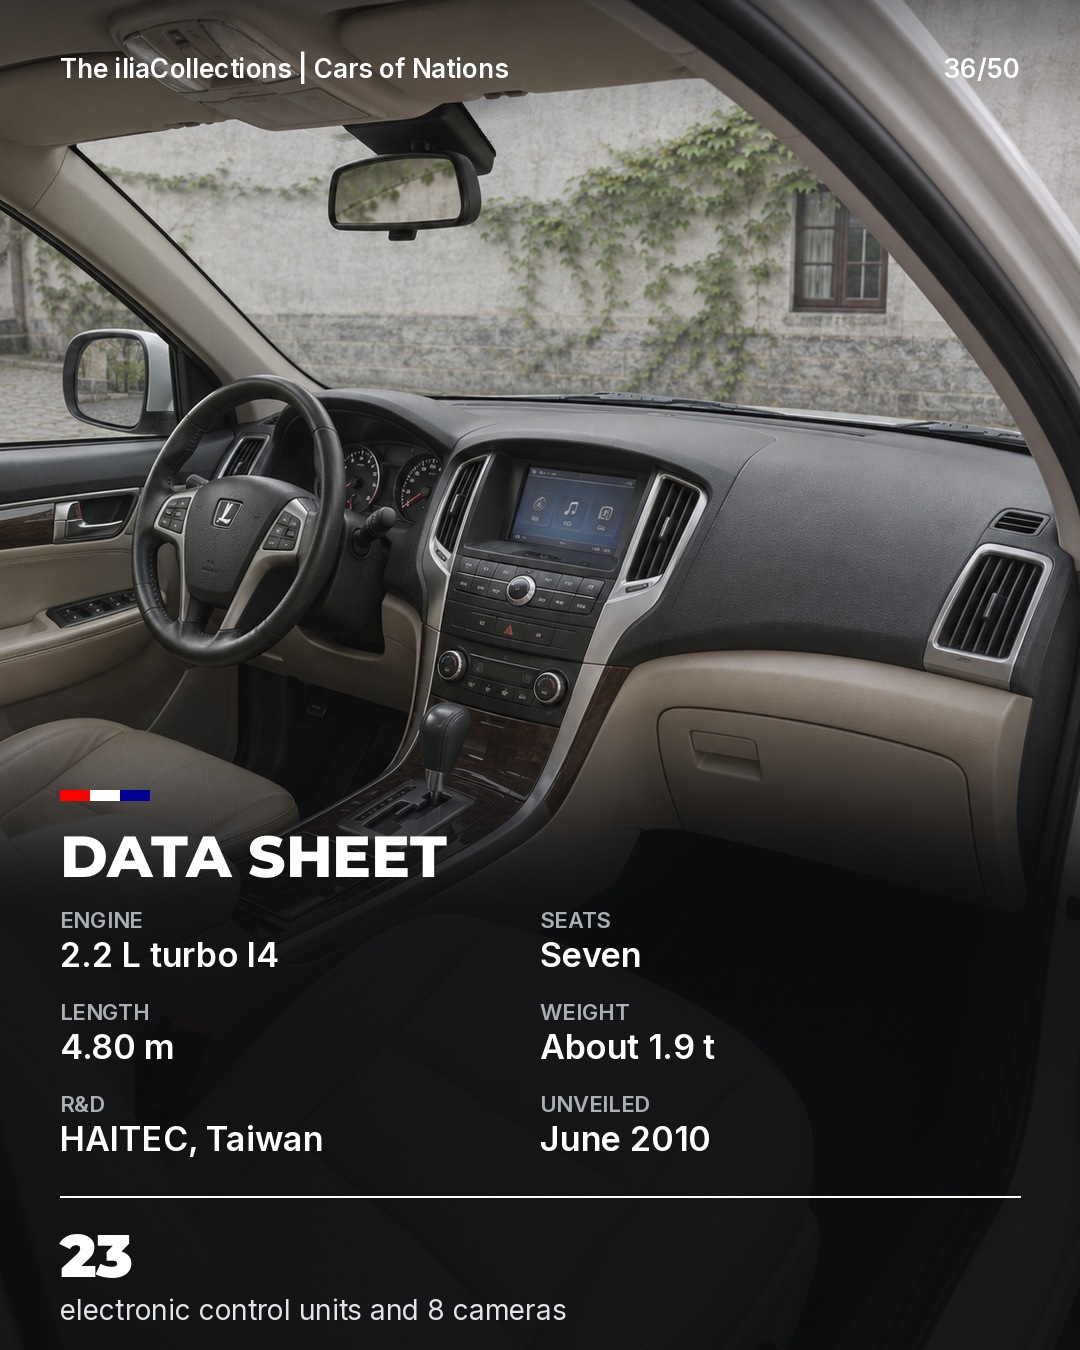 The iliaCollections | Cars of Nations
36/50
DATA SHEET
ENGINE
2.2 L turbo I4
SEATS
Seven
LENGTH
4.80 m
WEIGHT
About 1.9 t
R&D
HAITEC, Taiwan
UNVEILED
June 2010
23
electronic control units and 8 cameras